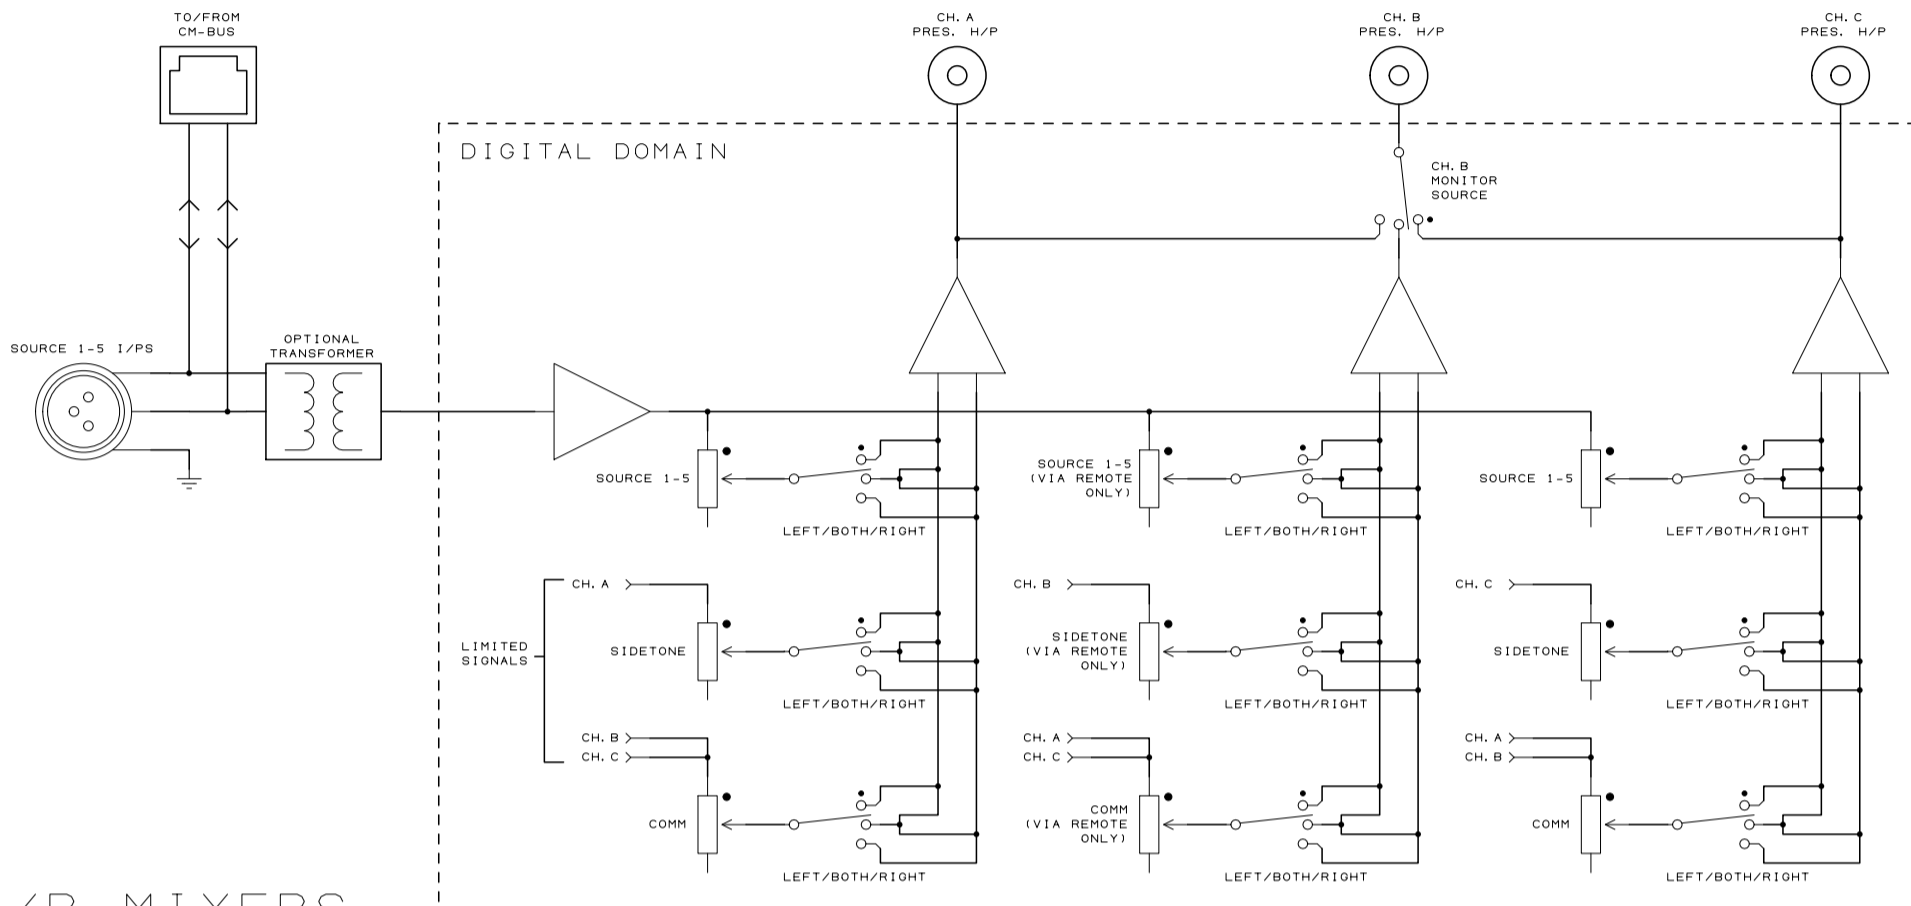 TO/FROM
CM-BUS
CH. A
PRES. H/P
CH. B
PRES. H/P
CH. C
PRES. H/P
DIGITAL DOMAIN
CH. B
MONITOR
SOURCE
SOURCE 1-5 I/PS
OPTIONAL
TRANSFORMER
SOURCE 1-5
LEFT/BOTH/RIGHT
SOURCE 1-5
(VIA REMOTE
ONLY)
LEFT/BOTH/RIGHT
SOURCE 1-5
LEFT/BOTH/RIGHT
LIMITED
SIGNALS
CH. A
SIDETONE
LEFT/BOTH/RIGHT
CH. B
SIDETONE
(VIA REMOTE
ONLY)
LEFT/BOTH/RIGHT
CH. C
SIDETONE
LEFT/BOTH/RIGHT
CH. B
CH. C
COMM
LEFT/BOTH/RIGHT
CH. A
CH. C
COMM
(VIA REMOTE
ONLY)
LEFT/BOTH/RIGHT
CH. A
CH. B
COMM
LEFT/BOTH/RIGHT
/P MIXERS